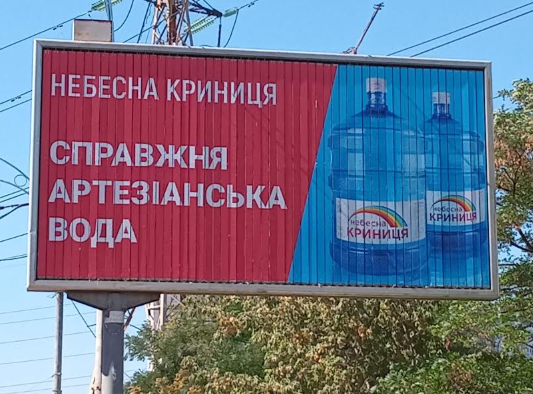 НЕБЕСНА КРИНИЦЯ
СПРАВЖНЯ
АРТЕЗІАНСЬКА
ВОДА
небесна
КРИНИЦЯ
небесна
КРИНИЦЯ